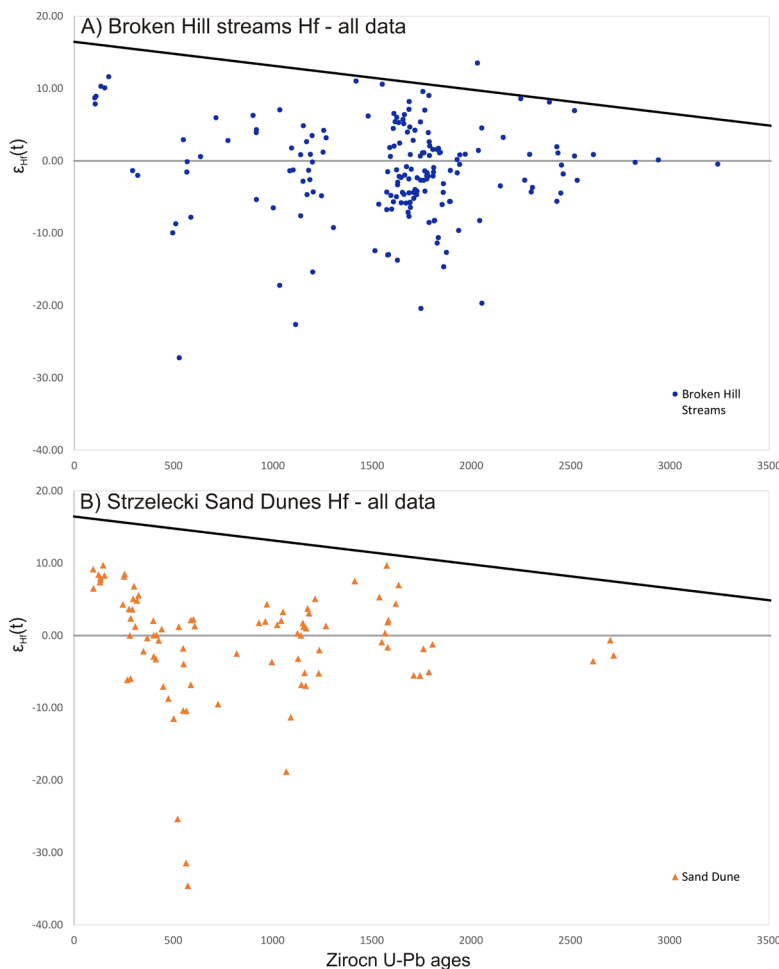 A) Broken Hill streams Hf - all data
20.00
10.00
0.00
-10.00
-20.00
-30.00
-40.00
εHf(t)
Broken Hill
Streams
0 500 1000 1500 2000 2500 3000 3500
B) Strzelecki Sand Dunes Hf - all data
20.00
10.00
0.00
-10.00
-20.00
-30.00
-40.00
εHf(t)
Sand Dune
0 500 1000 1500 2000 2500 3000 3500
Zirocn U-Pb ages